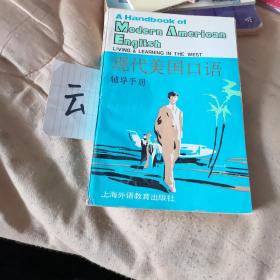 A Handbook of
Modern American
English
LIVING & LEARNING IN THE WEST
现代美国口语
辅导手册
云
上海外语教育出版社